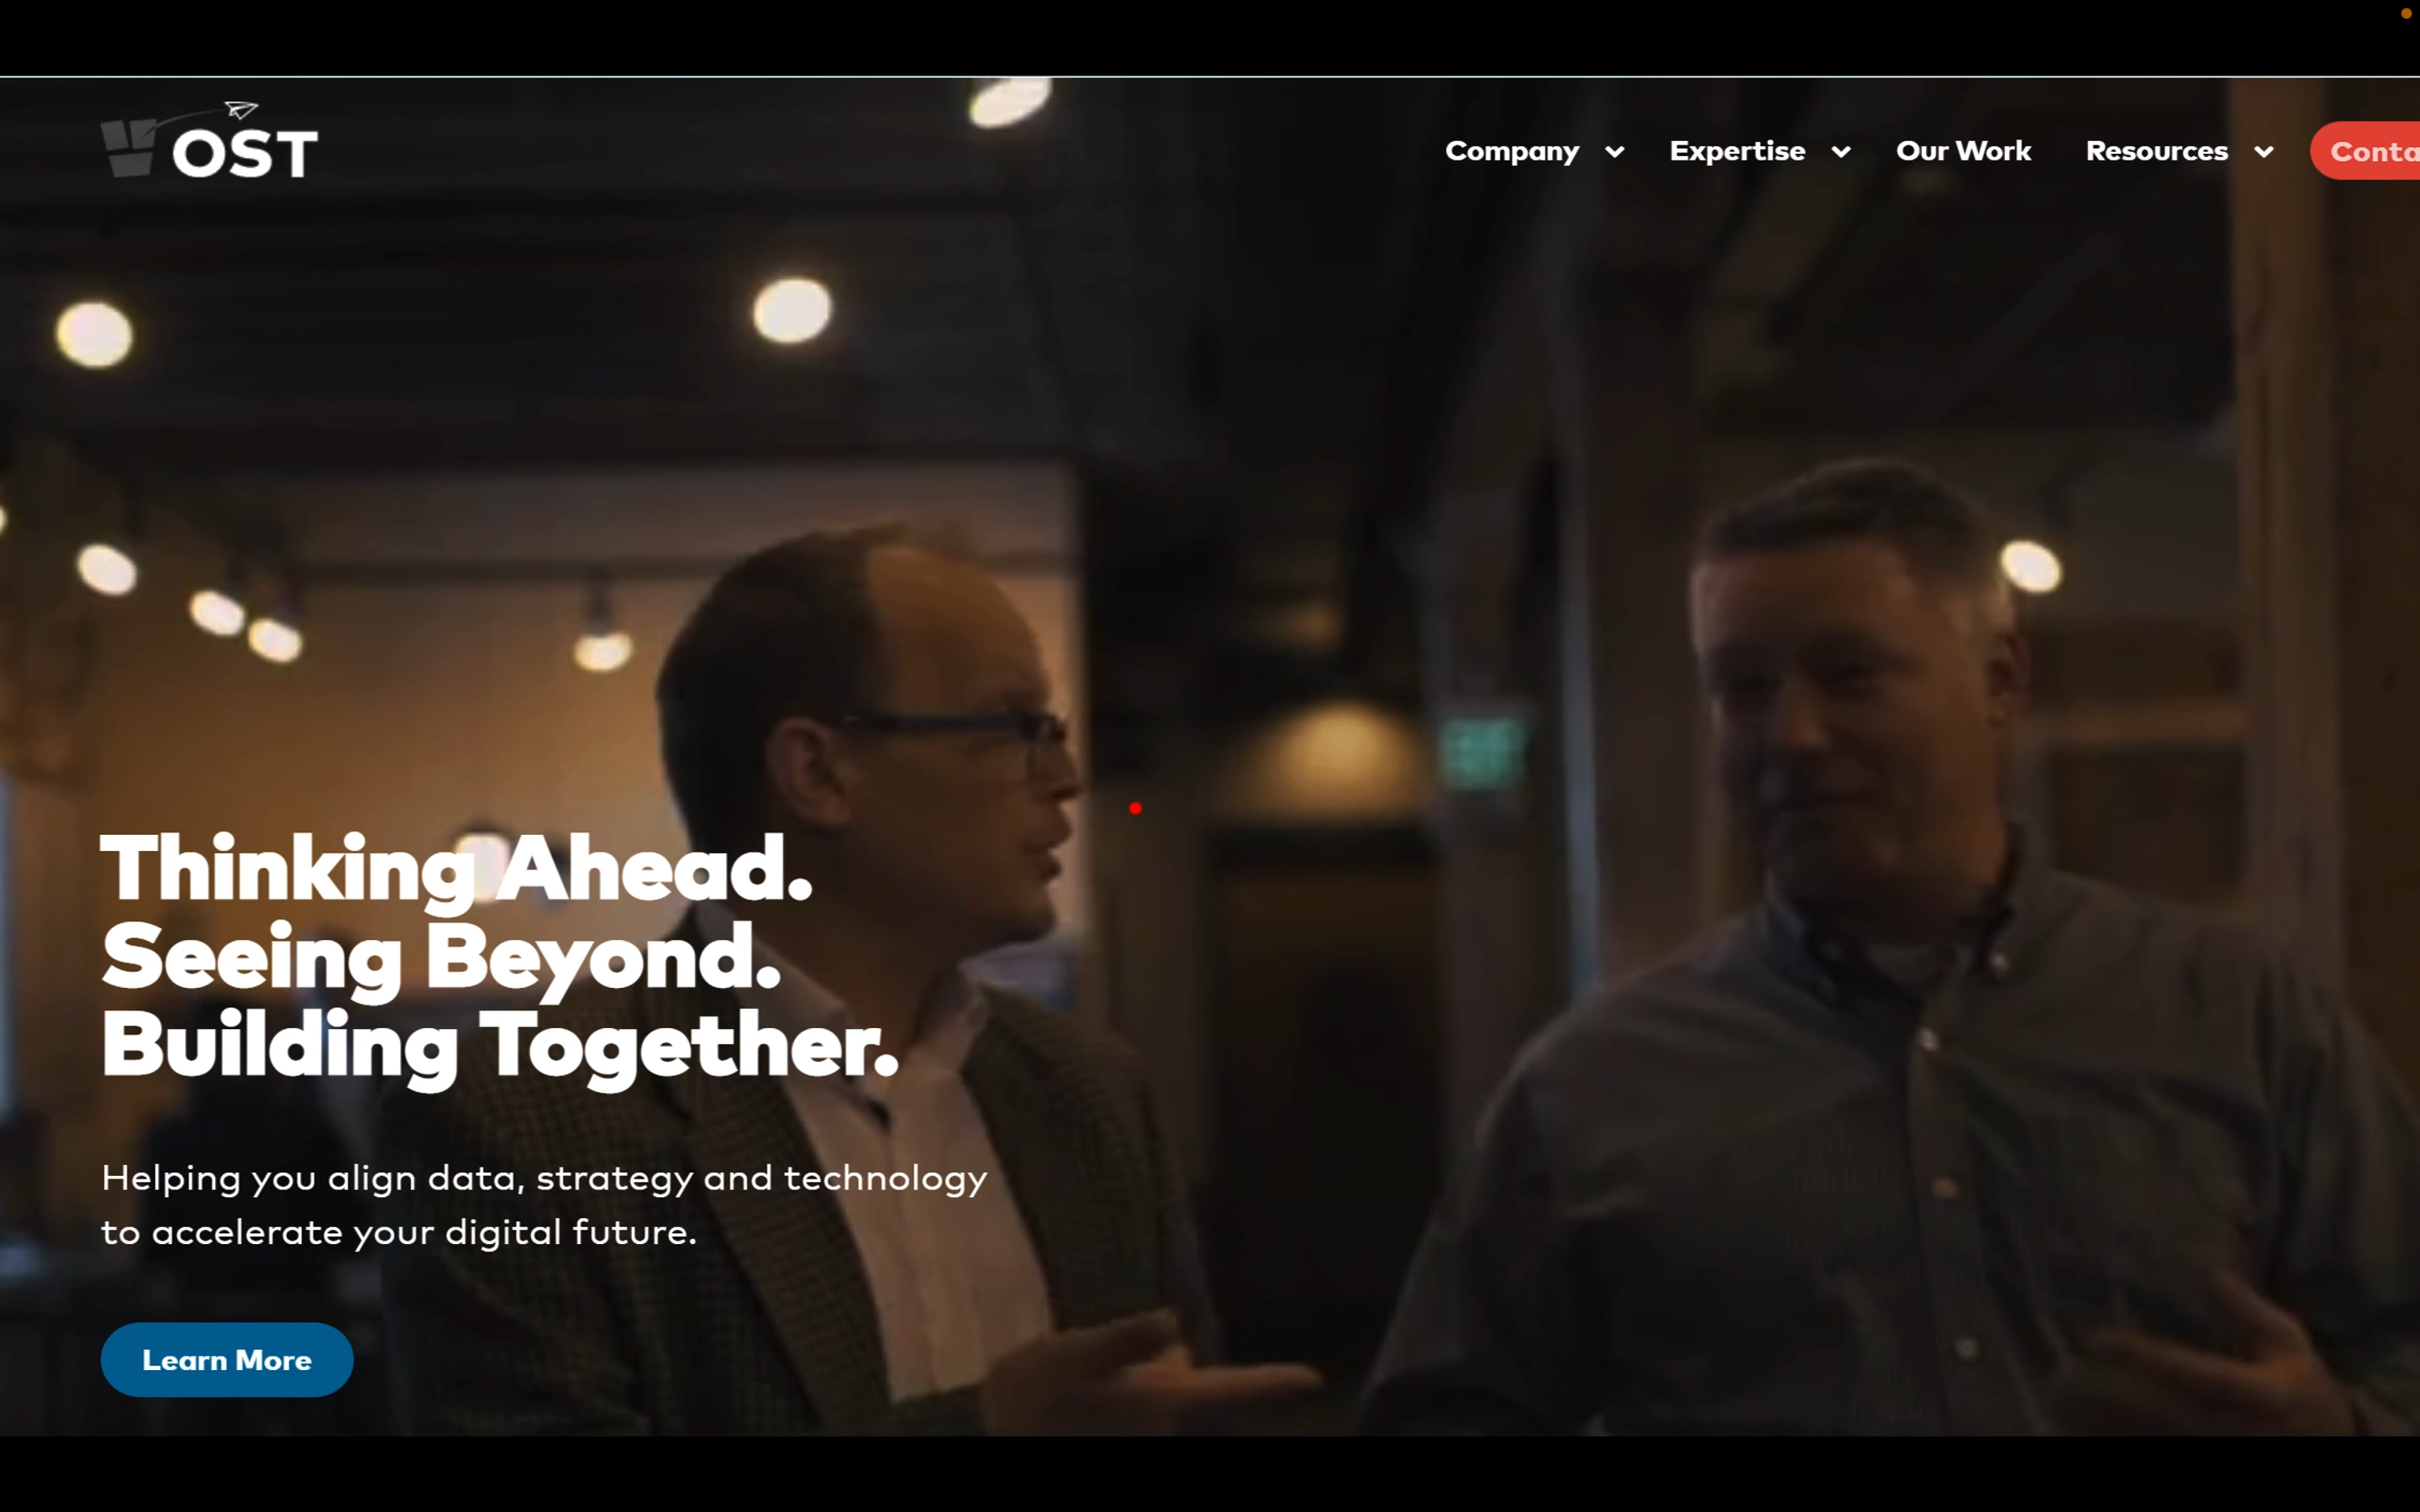 OST
Company
Expertise
Our Work
Resources
Thinking Ahead.
Seeing Beyond.
Building Together.
Helping you align data, strategy and technology
to accelerate your digital future.
Learn More